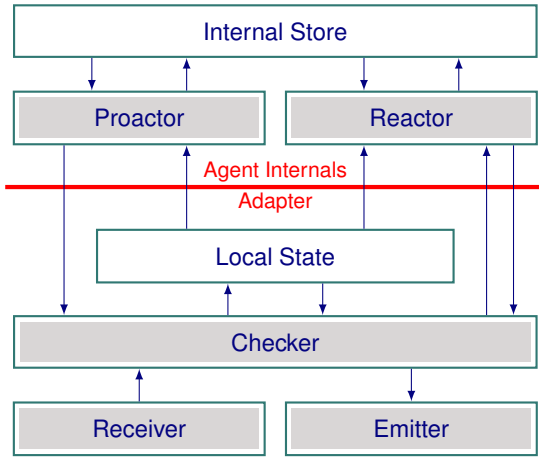 Internal Store
Proactor
Reactor
Agent Internals
Adapter
Local State
Checker
Receiver
Emitter